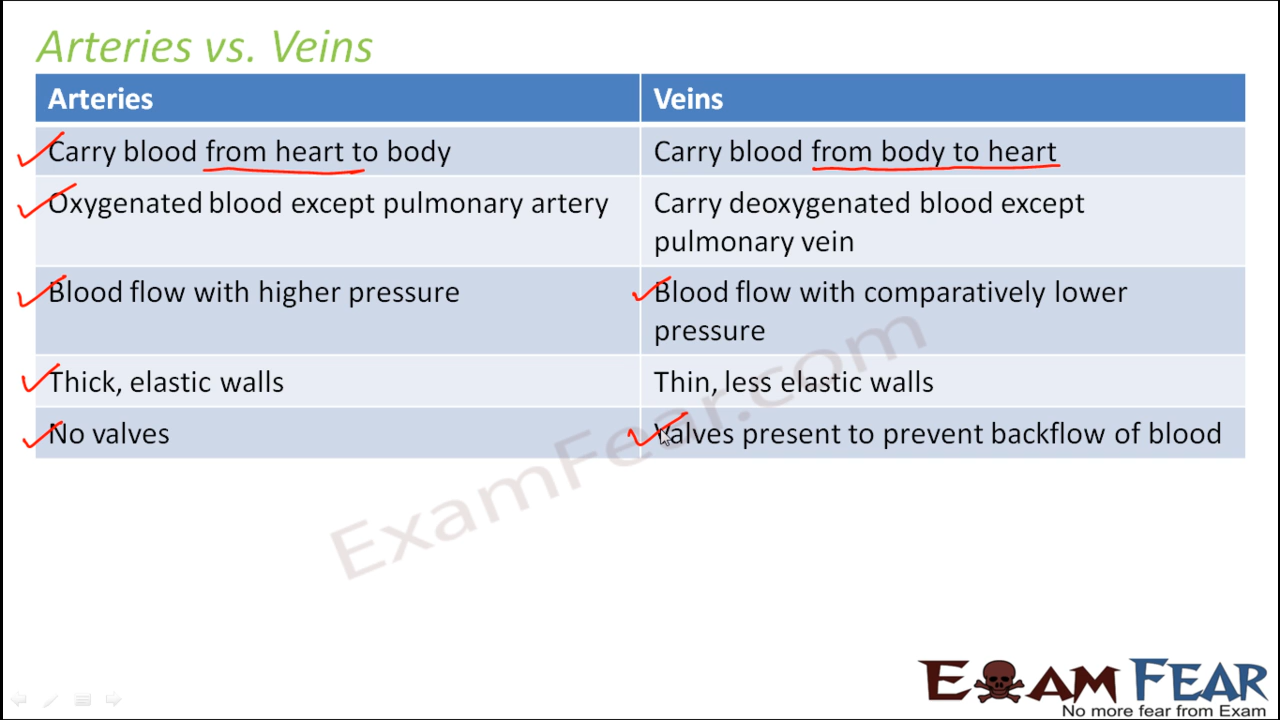 Arteries vs. Veins
Arteries
Veins
Carry blood from heart to body
Carry blood from body to heart
Oxygenated blood except pulmonary artery
Carry deoxygenated blood except
pulmonary vein
Blood flow with higher pressure
Blood flow with comparatively lower
pressure
Thick, elastic walls
Thin, less elastic walls
No valves
Valves present to prevent backflow of blood
ExamFear.com
EXAM FEAR
No more fear from Exam